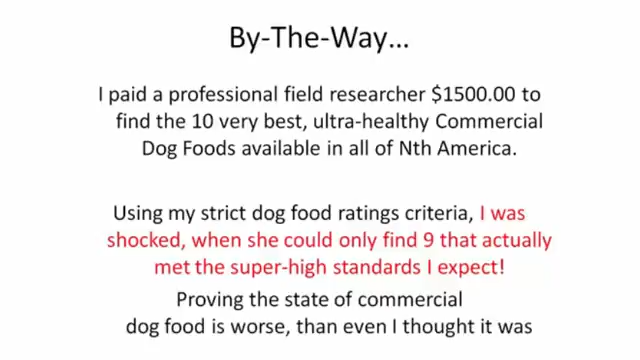 By-The-Way...
I paid a professional field researcher $1500.00 to
find the 10 very best, ultra-healthy Commercial
Dog Foods available in all of Nth America.
Using my strict dog food ratings criteria, I was
shocked, when she could only find 9 that actually
met the super-high standards I expect!
Proving the state of commercial
dog food is worse, than even I thought it was